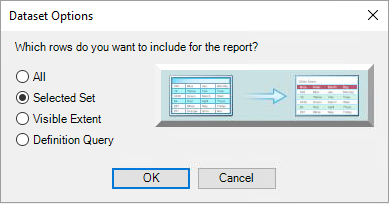 Dataset Options
Which rows do you want to include for the report?
All
Selected Set
Visible Extent
Definition Query
OK
Cancel